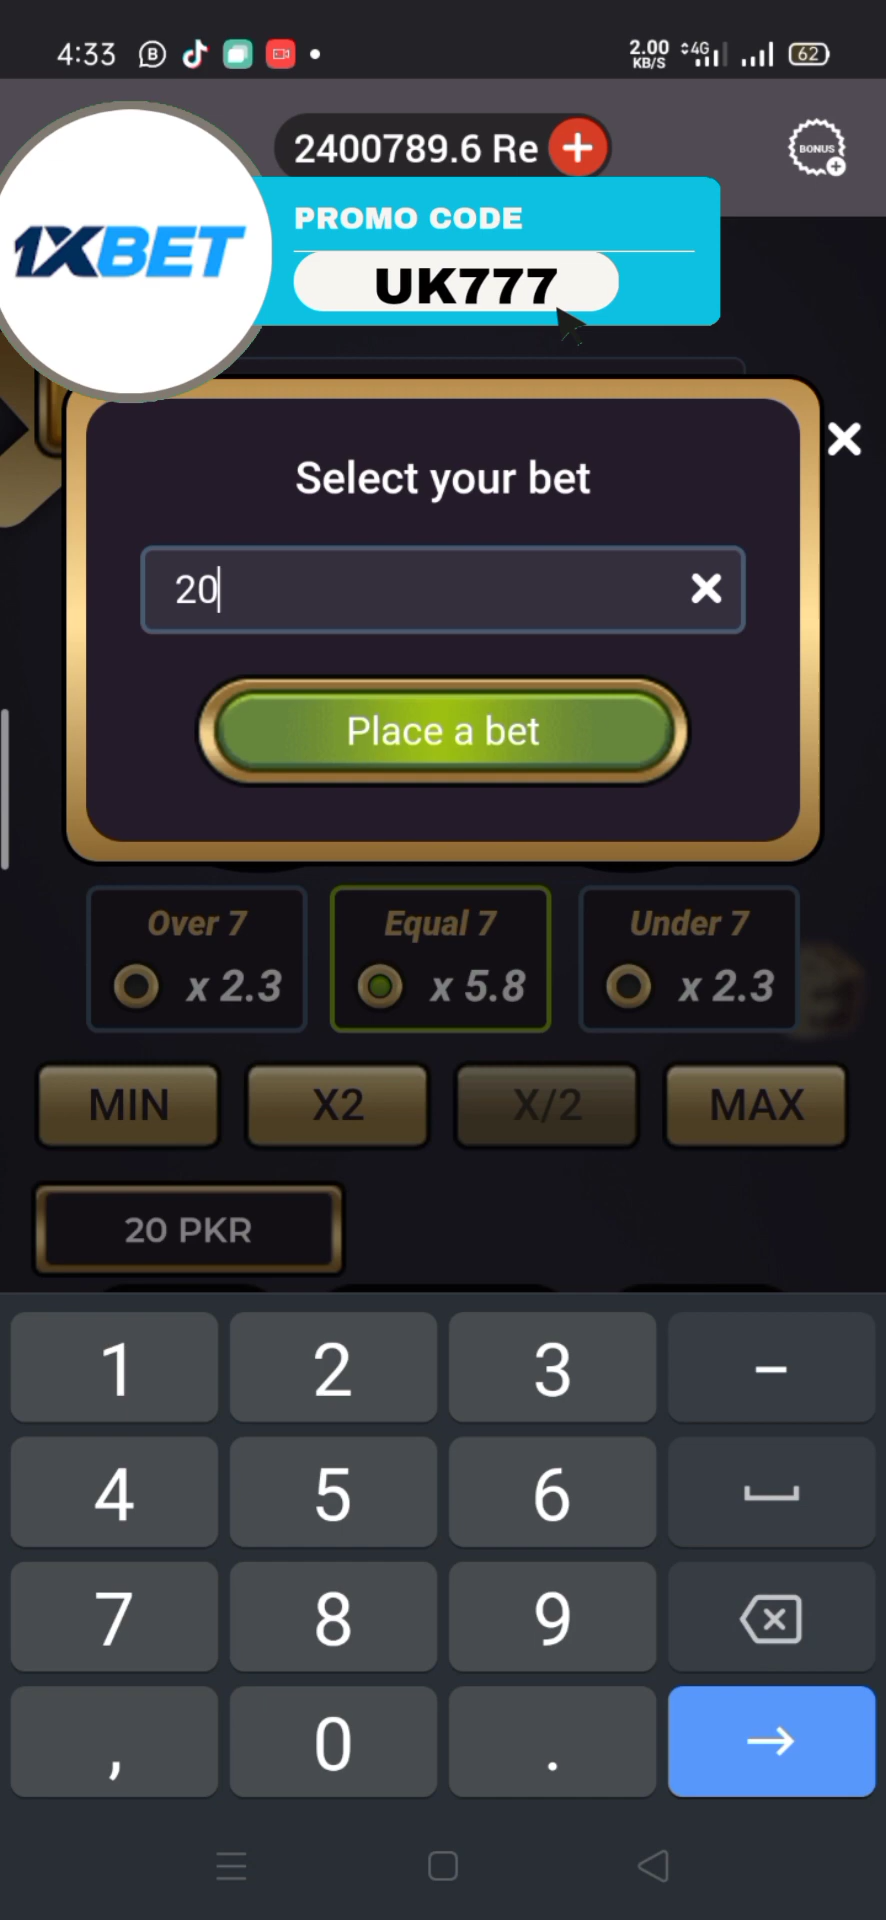 4:33
2.00
KB/S
4G
62
2400789.6 Re
BONUS
1XBET
PROMO CODE
UK777
Select your bet
20
Place a bet
Over 7
x 2.3
Equal 7
x 5.8
Under 7
x 2.3
MIN
X2
X/2
MAX
20 PKR
1
2
3
-
4
5
6
7
8
9
,
0
.